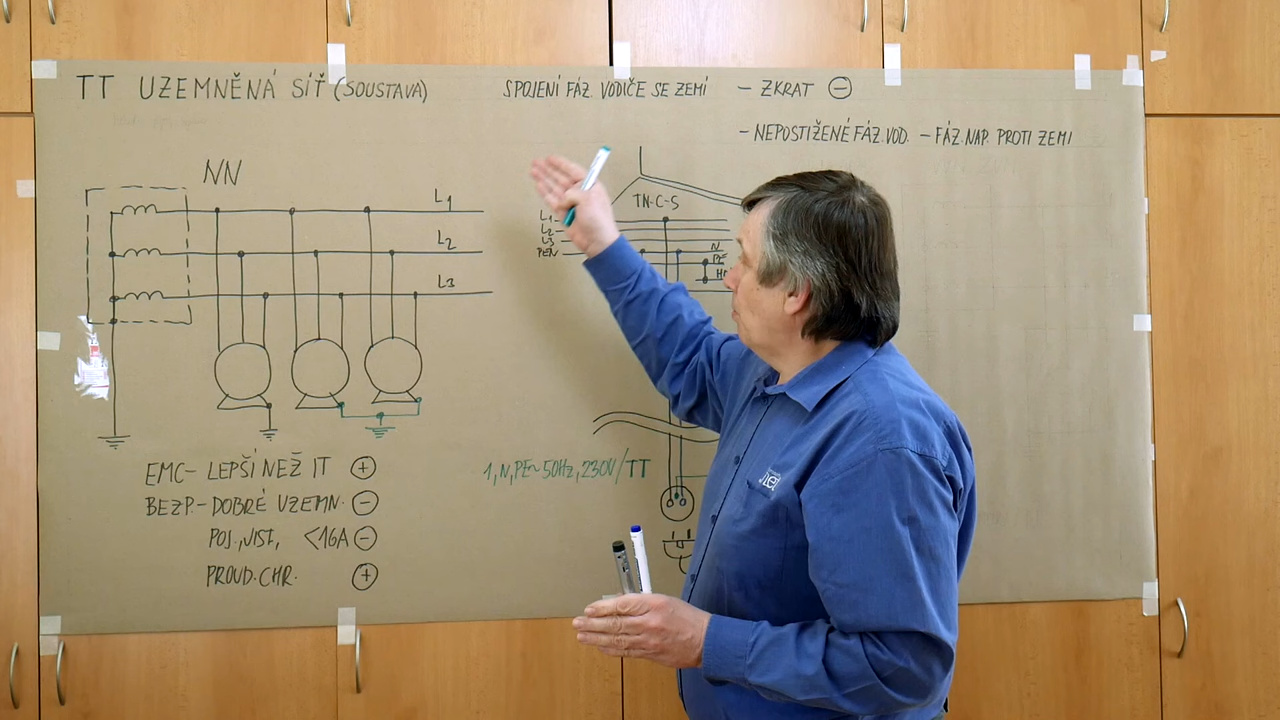 TT UZEMNĚNÁ SÍŤ (SOUSTAVA)
SPOJENÍ FÁZ. VODIČE SE ZEMÍ – ZKRAT ⊖
– NEPOSTIŽENÉ FÁZ. VOD. – FÁZ. NAP. PROTI ZEMI
NN
L1
L2
L3
TN-C-S
L1
L2
L3
PEN
N
PE
EMC – LEPŠÍ NEŽ IT ⊕
BEZP. – DOBRÉ UZEMN. ⊖
POJ., JIST, <16A ⊖
PROUD. CHR. ⊕
1, N, PE ~ 50Hz, 230V/TT